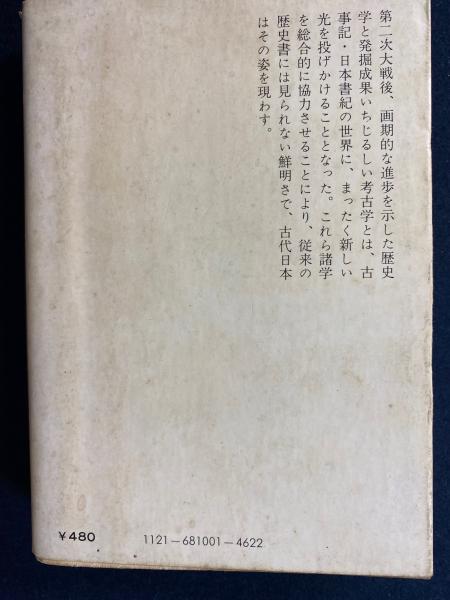 第二次大戦後、画期的な進歩を示した歴史
学と発掘成果いちじるしい考古学とは、古
事記・日本書紀の世界に、まったく新しい
光を投げかけることとなった。これら諸学
を総合的に協力させることにより、従来の
歴史書には見られない鮮明さで、古代日本
はその姿を現わす。
¥480
1121-681001-4622